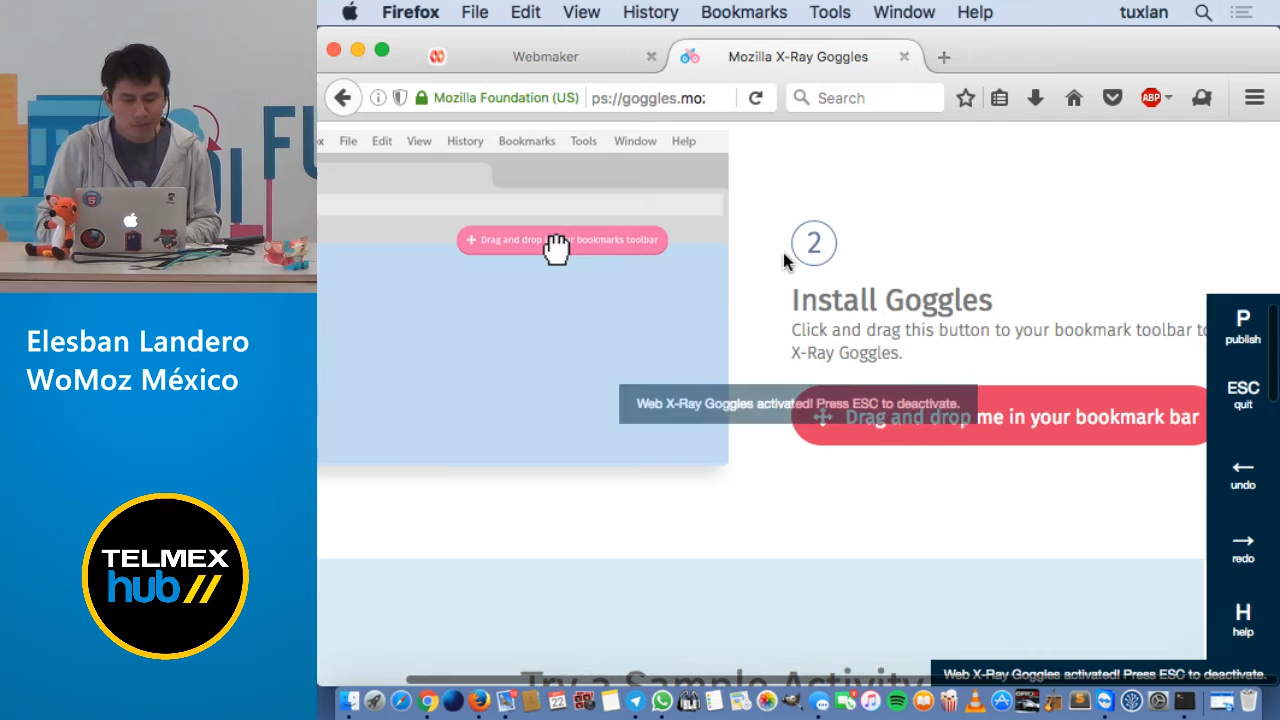 Firefox File Edit View History Bookmarks Tools Window Help tuxlan
Webmaker
Mozilla X-Ray Goggles
Mozilla Foundation (US) ps://goggles.mo: Search ABP
File Edit View History Bookmarks Tools Window Help
Drag and drop bookmarks toolbar
2
Install Goggles
Click and drag this button to your bookmark toolbar to
X-Ray Goggles.
Web X-Ray Goggles activated! Press ESC to deactivate.
Drag and drop me in your bookmark bar
P
publish
ESC
quit
undo
redo
H
help
Try a Sample Activity
Web X-Ray Goggles activated! Press ESC to deactivate.
Elesban Landero
WoMoz México
TELMEX
hub//